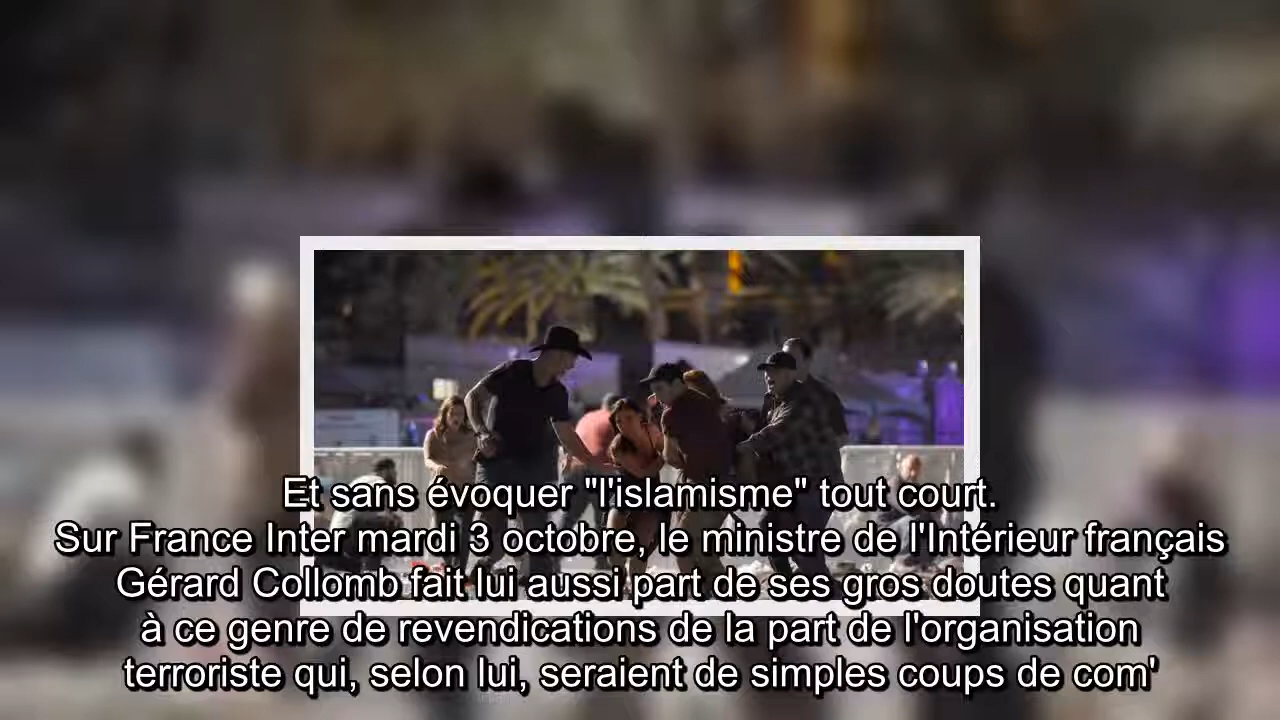 Et sans évoquer "l'islamisme" tout court.
Sur France Inter mardi 3 octobre, le ministre de l'Intérieur français
Gérard Collomb fait lui aussi part de ses gros doutes quant
à ce genre de revendications de la part de l'organisation
terroriste qui, selon lui, seraient de simples coups de com'